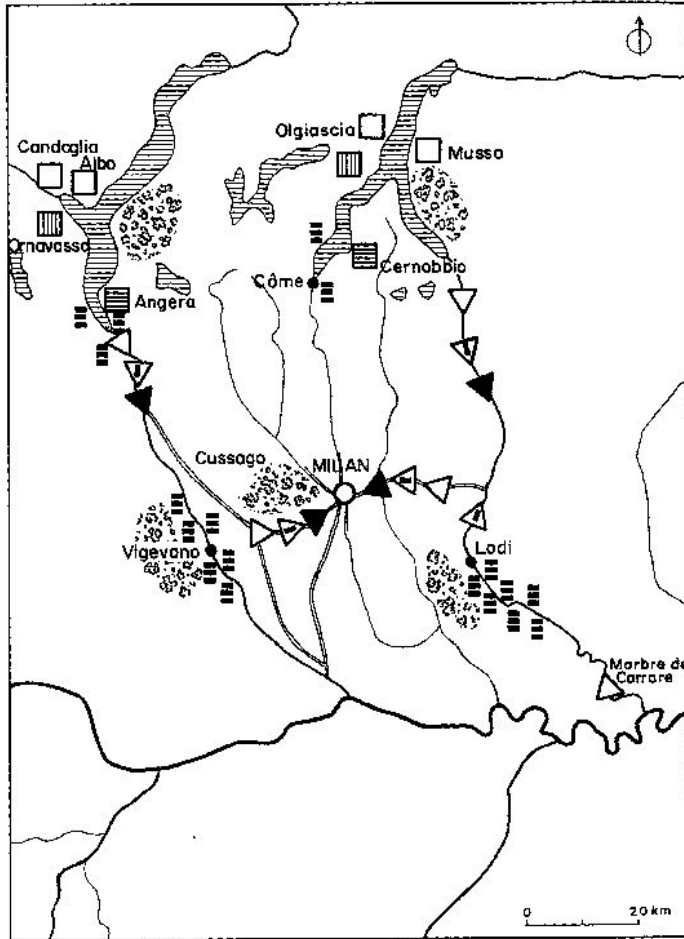 Candoglia
Albo
Ornavasso
Angera
Olgiascia
Musso
Cernobbio
Côme
Cussago
MILAN
Vigevano
Lodi
Marbre de
Carrare
0 20 km